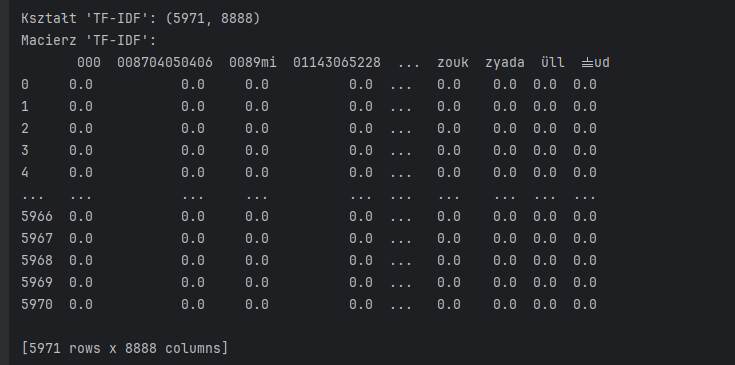 Kształt 'TF-IDF': (5971, 8888)
Macierz 'TF-IDF':
000 008704050406 0089mi 01143065228 ... zouk zyada üll 〨ud
0 0.0 0.0 0.0 0.0 ... 0.0 0.0 0.0 0.0
1 0.0 0.0 0.0 0.0 ... 0.0 0.0 0.0 0.0
2 0.0 0.0 0.0 0.0 ... 0.0 0.0 0.0 0.0
3 0.0 0.0 0.0 0.0 ... 0.0 0.0 0.0 0.0
4 0.0 0.0 0.0 0.0 ... 0.0 0.0 0.0 0.0
... ... ... ... ... ... ... ... ... ...
5966 0.0 0.0 0.0 0.0 ... 0.0 0.0 0.0 0.0
5967 0.0 0.0 0.0 0.0 ... 0.0 0.0 0.0 0.0
5968 0.0 0.0 0.0 0.0 ... 0.0 0.0 0.0 0.0
5969 0.0 0.0 0.0 0.0 ... 0.0 0.0 0.0 0.0
5970 0.0 0.0 0.0 0.0 ... 0.0 0.0 0.0 0.0
[5971 rows x 8888 columns]